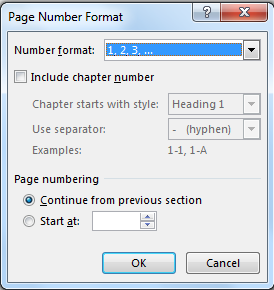 Page Number Format ?
Number format: 1, 2, 3, ...
Include chapter number
Chapter starts with style: Heading 1
Use separator: - (hyphen)
Examples: 1-1, 1-A
Page numbering
Continue from previous section
Start at:
OK Cancel